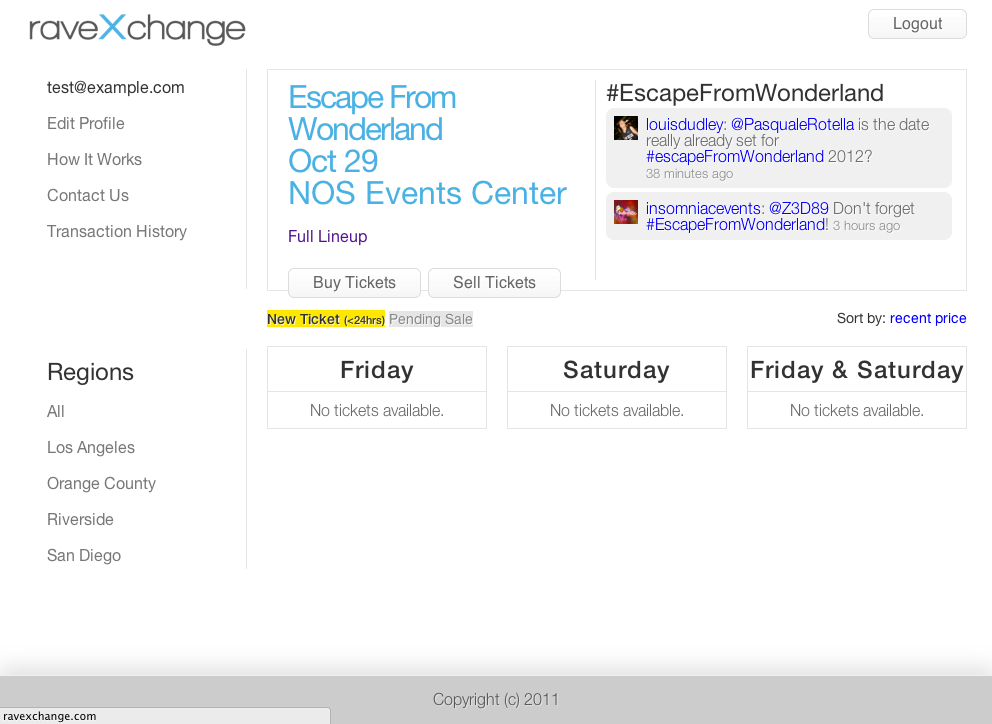 raveXchange
Logout
test@example.com
Edit Profile
How It Works
Contact Us
Transaction History
Escape From
Wonderland
Oct 29
NOS Events Center
Full Lineup
Buy Tickets
Sell Tickets
#EscapeFromWonderland
louisdudley: @PasqualeRotella is the date
really already set for
#escapeFromWonderland 2012?
38 minutes ago
insomniacevents: @Z3D89 Don't forget
#EscapeFromWonderland! 3 hours ago
New Ticket (<24hrs) Pending Sale
Sort by: recent price
Regions
All
Los Angeles
Orange County
Riverside
San Diego
Friday
No tickets available.
Saturday
No tickets available.
Friday & Saturday
No tickets available.
Copyright (c) 2011
ravexchange.com